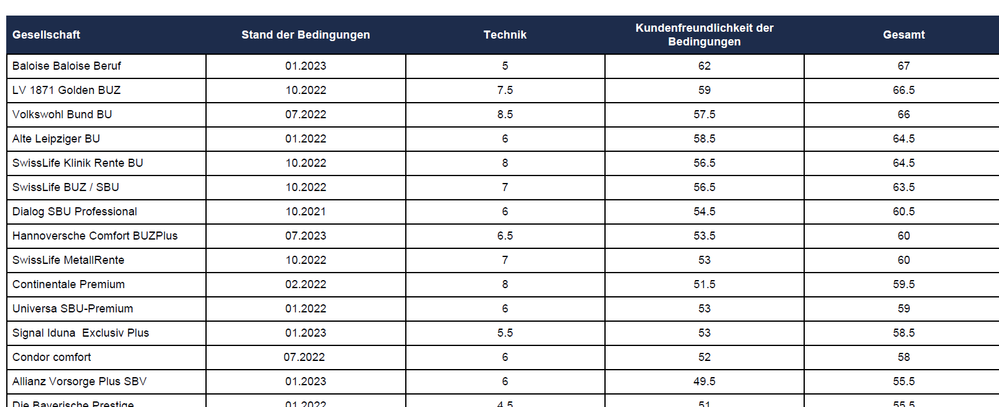 Gesellschaft Stand der Bedingungen Technik Kundenfreundlichkeit der Bedingungen Gesamt
Baloise Baloise Beruf 01.2023 5 62 67
LV 1871 Golden BUZ 10.2022 7.5 59 66.5
Volkswohl Bund BU 07.2022 8.5 57.5 66
Alte Leipziger BU 01.2022 6 58.5 64.5
SwissLife Klinik Rente BU 10.2022 8 56.5 64.5
SwissLife BUZ / SBU 10.2022 7 56.5 63.5
Dialog SBU Professional 10.2021 6 54.5 60.5
Hannoversche Comfort BUZPlus 07.2023 6.5 53.5 60
SwissLife MetallRente 10.2022 7 53 60
Continentale Premium 02.2022 8 51.5 59.5
Universa SBU-Premium 01.2022 6 53 59
Signal Iduna  Exclusiv Plus 01.2023 5.5 53 58.5
Condor comfort 07.2022 6 52 58
Allianz Vorsorge Plus SBV 01.2023 6 49.5 55.5
Die Bayerische Prestige 01.2022 4.5 51 55.5